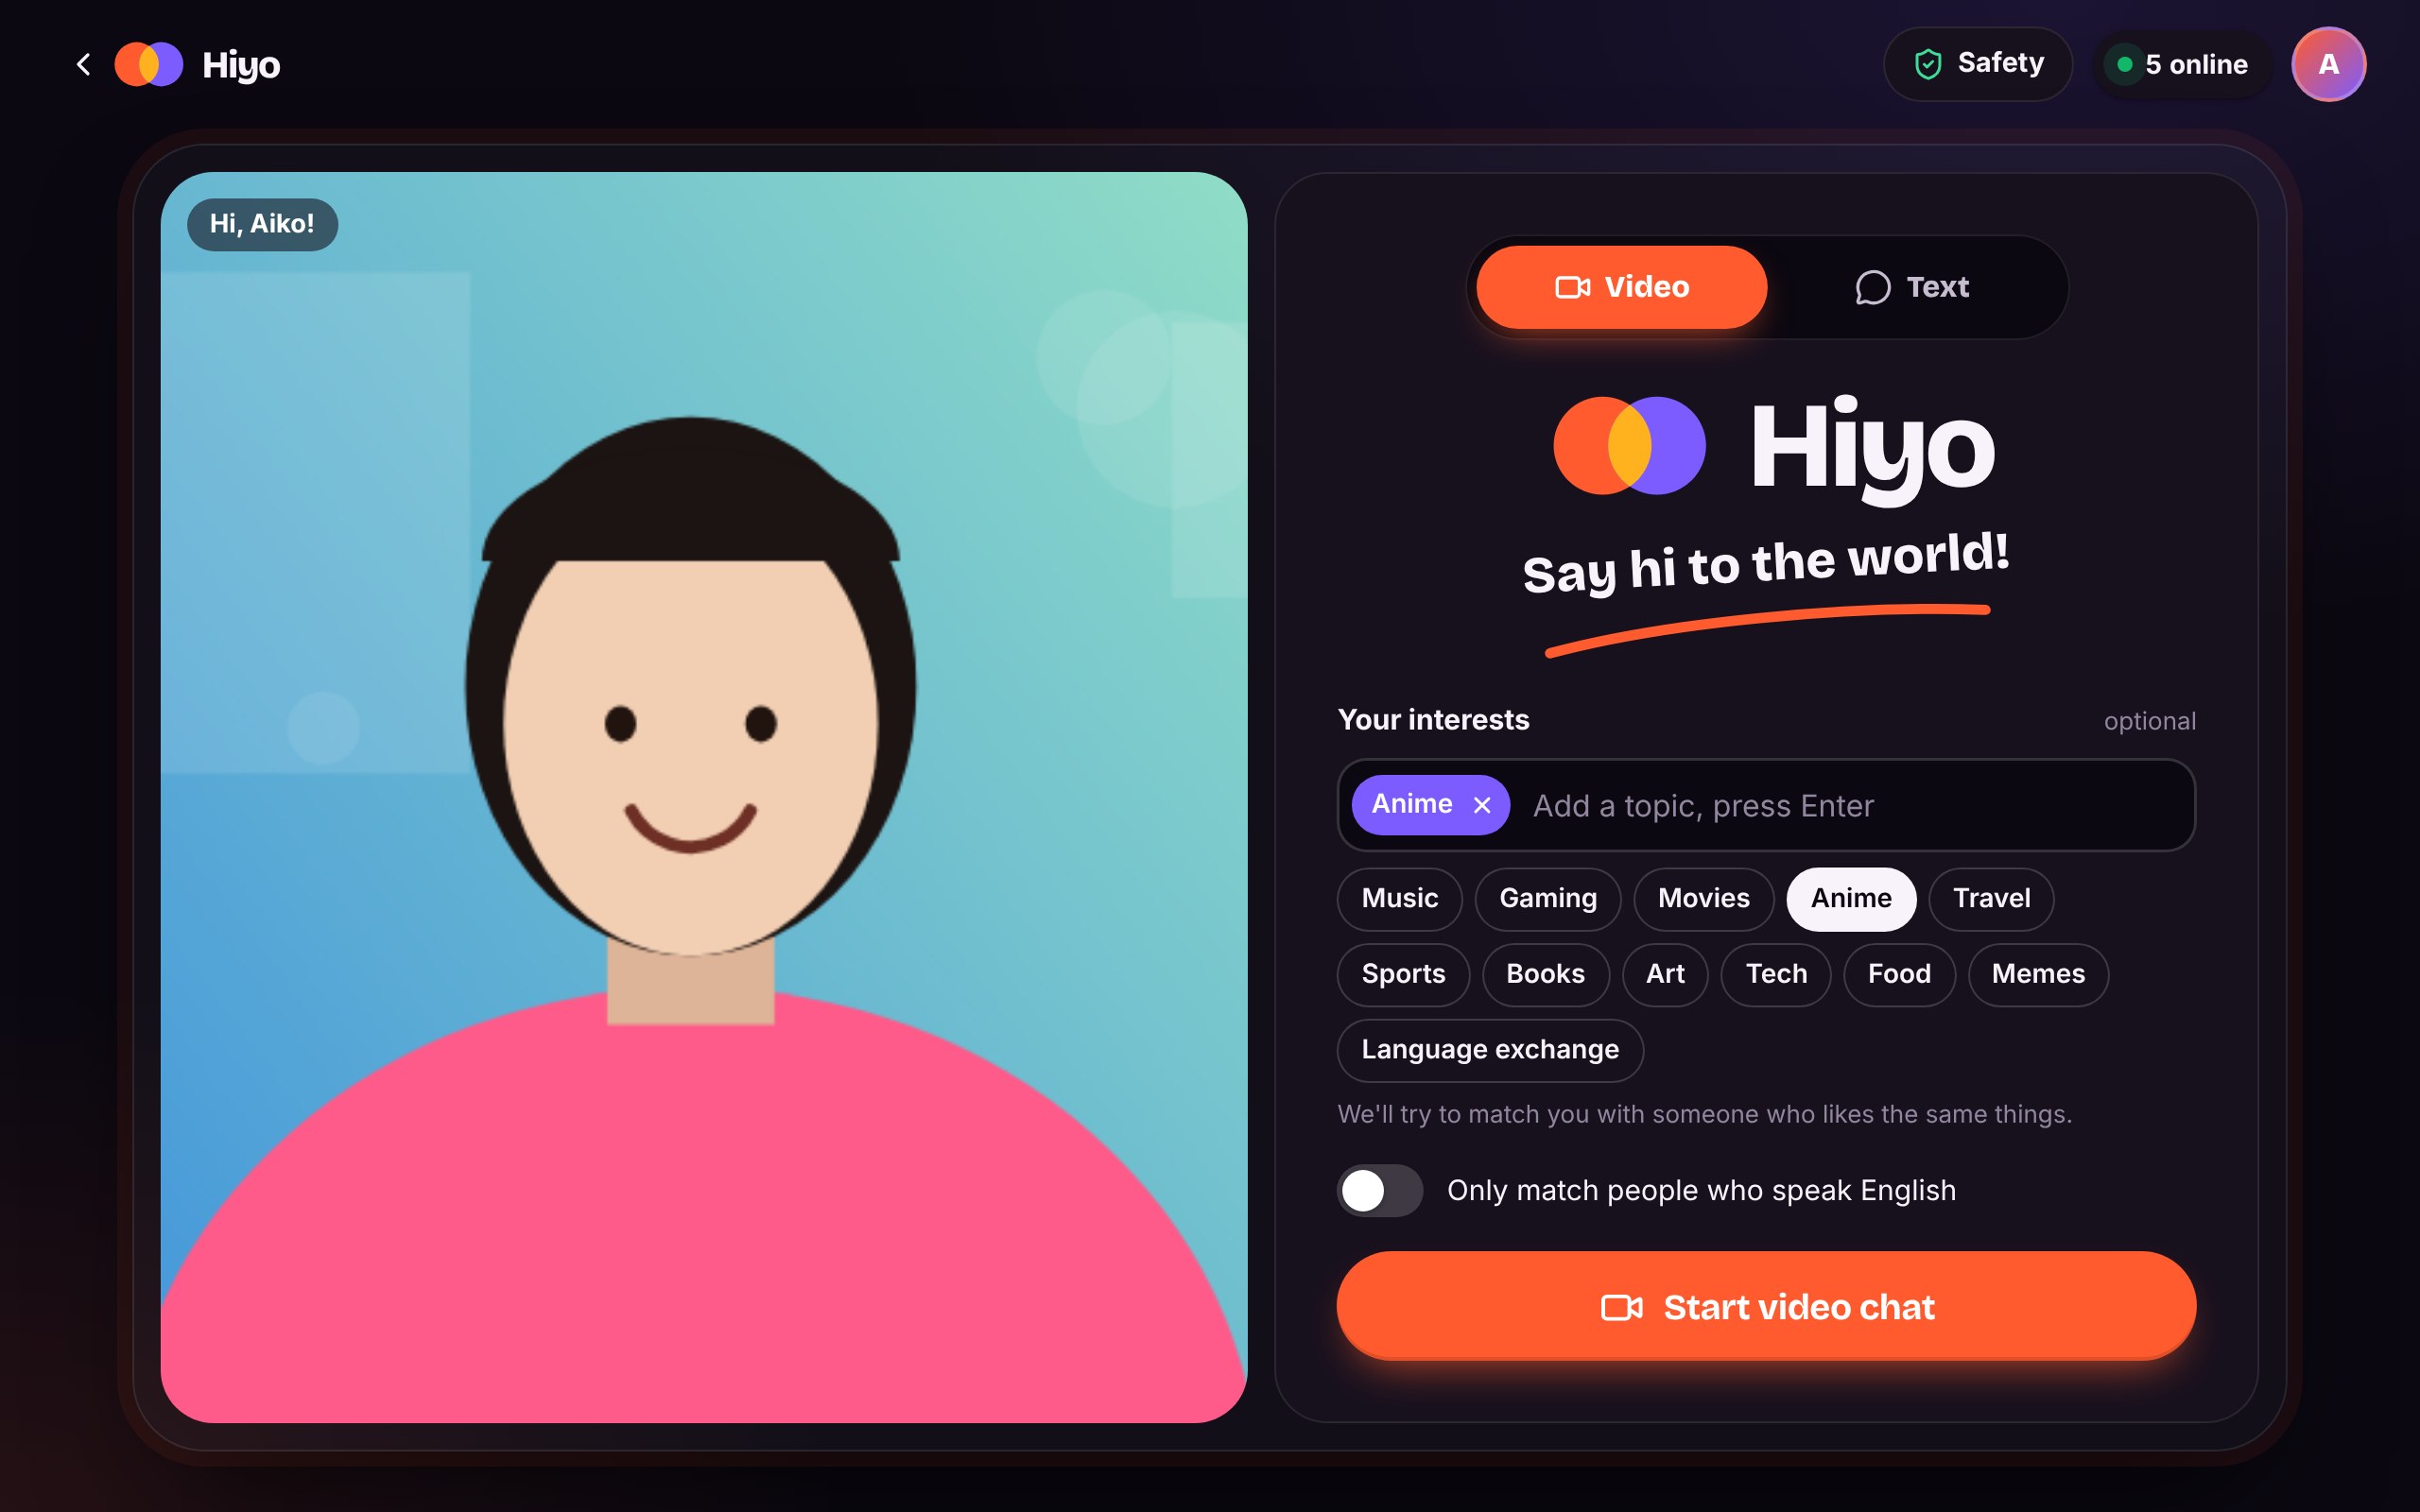 Hiyo
Safety
5 online
A
Hi, Aiko!
Video
Text
Hiyo
Say hi to the world!
Your interests
optional
Anime
Add a topic, press Enter
Music Gaming Movies Anime Travel
Sports Books Art Tech Food Memes
Language exchange
We'll try to match you with someone who likes the same things.
Only match people who speak English
Start video chat